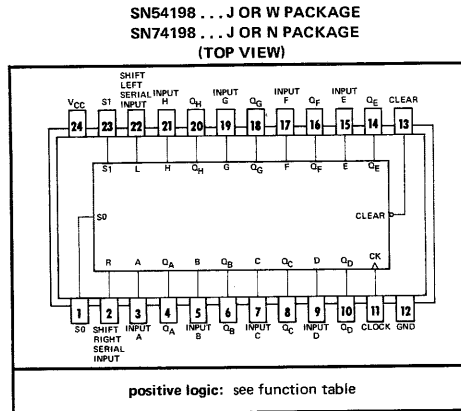 SN54198 . . . J OR W PACKAGE
SN74198 . . . J OR N PACKAGE
(TOP VIEW)
VCC S1 SHIFT LEFT SERIAL INPUT INPUT H QH INPUT G QG INPUT F QF INPUT E QE CLEAR
24 23 22 21 20 19 18 17 16 15 14 13
S1 L H QH G QG F QF E QE
S0 CLEAR
R A QA B QB C QC D QD CK
1 2 3 4 5 6 7 8 9 10 11 12
S0 SHIFT RIGHT SERIAL INPUT INPUT A QA INPUT B QB INPUT C QC INPUT D QD CLOCK GND
positive logic: see function table